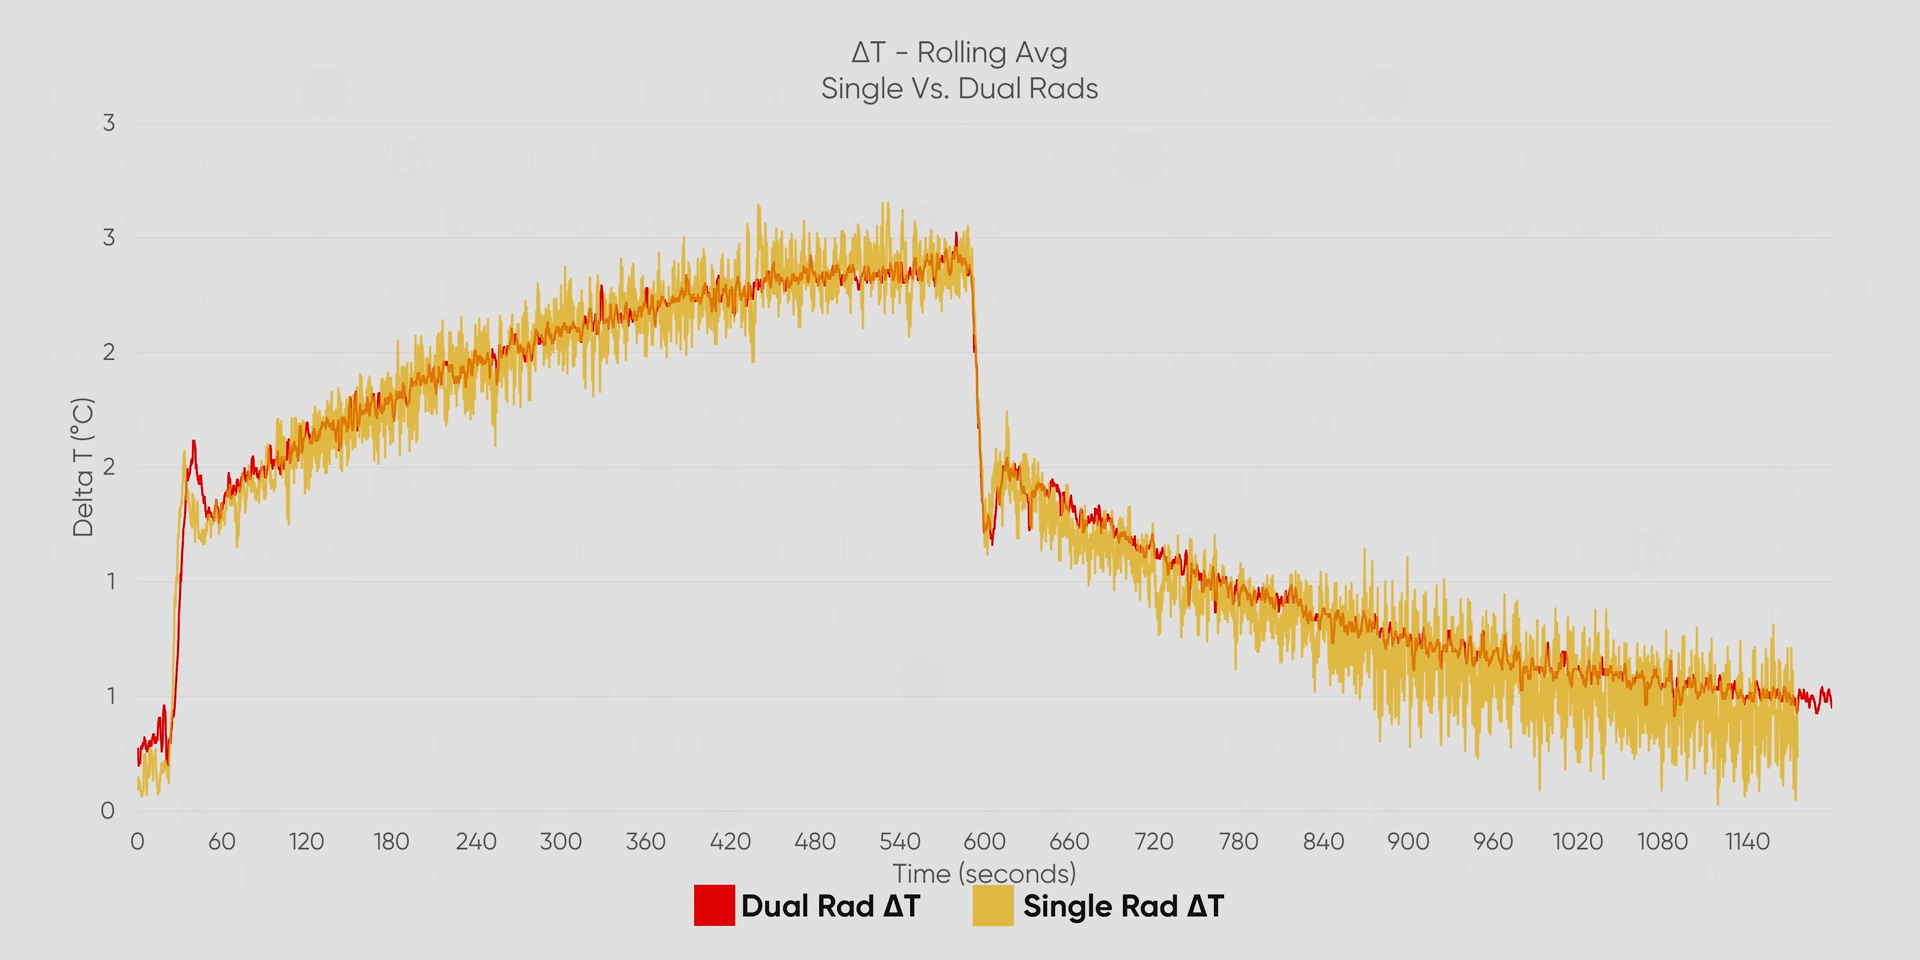 ΔT - Rolling Avg
Single Vs. Dual Rads
3
3
2
2
1
1
0
Delta T (°C)
0 60 120 180 240 300 360 420 480 540 600 660 720 780 840 900 960 1020 1080 1140
Time (seconds)
Dual Rad ΔT Single Rad ΔT